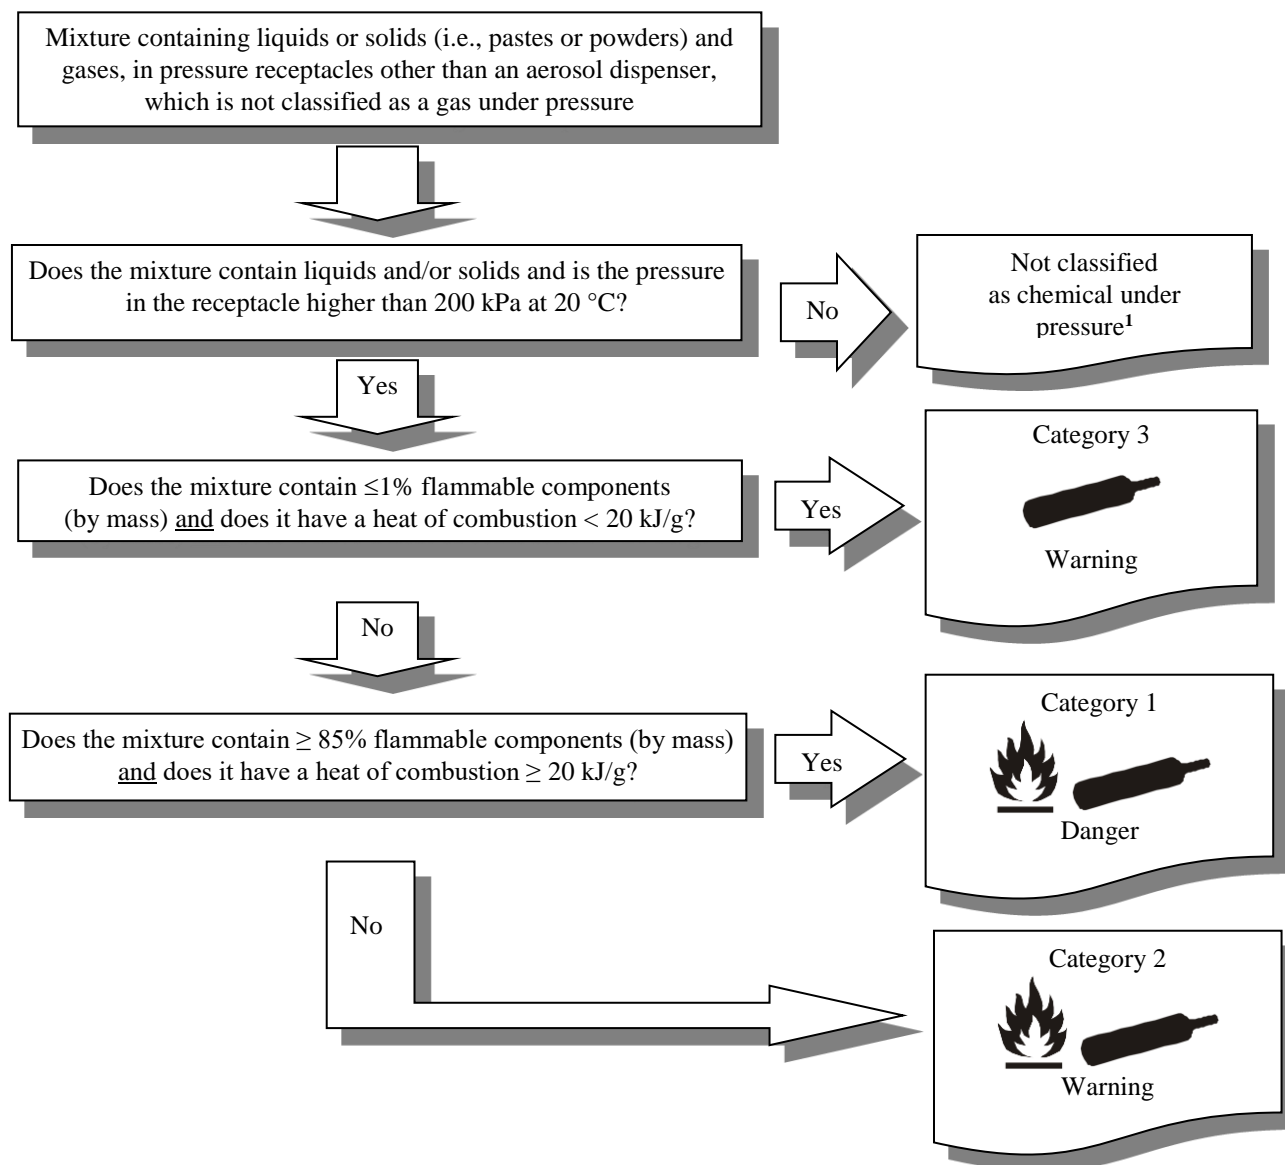 Mixture containing liquids or solids (i.e., pastes or powders) and
gases, in pressure receptacles other than an aerosol dispenser,
which is not classified as a gas under pressure
Does the mixture contain liquids and/or solids and is the pressure
in the receptacle higher than 200 kPa at 20 °C?
No
Not classified
as chemical under
pressure¹
Yes
Does the mixture contain ≤1% flammable components
(by mass) and does it have a heat of combustion < 20 kJ/g?
Yes
Category 3
Warning
No
Does the mixture contain ≥ 85% flammable components (by mass)
and does it have a heat of combustion ≥ 20 kJ/g?
Yes
Category 1
Danger
No
Category 2
Warning